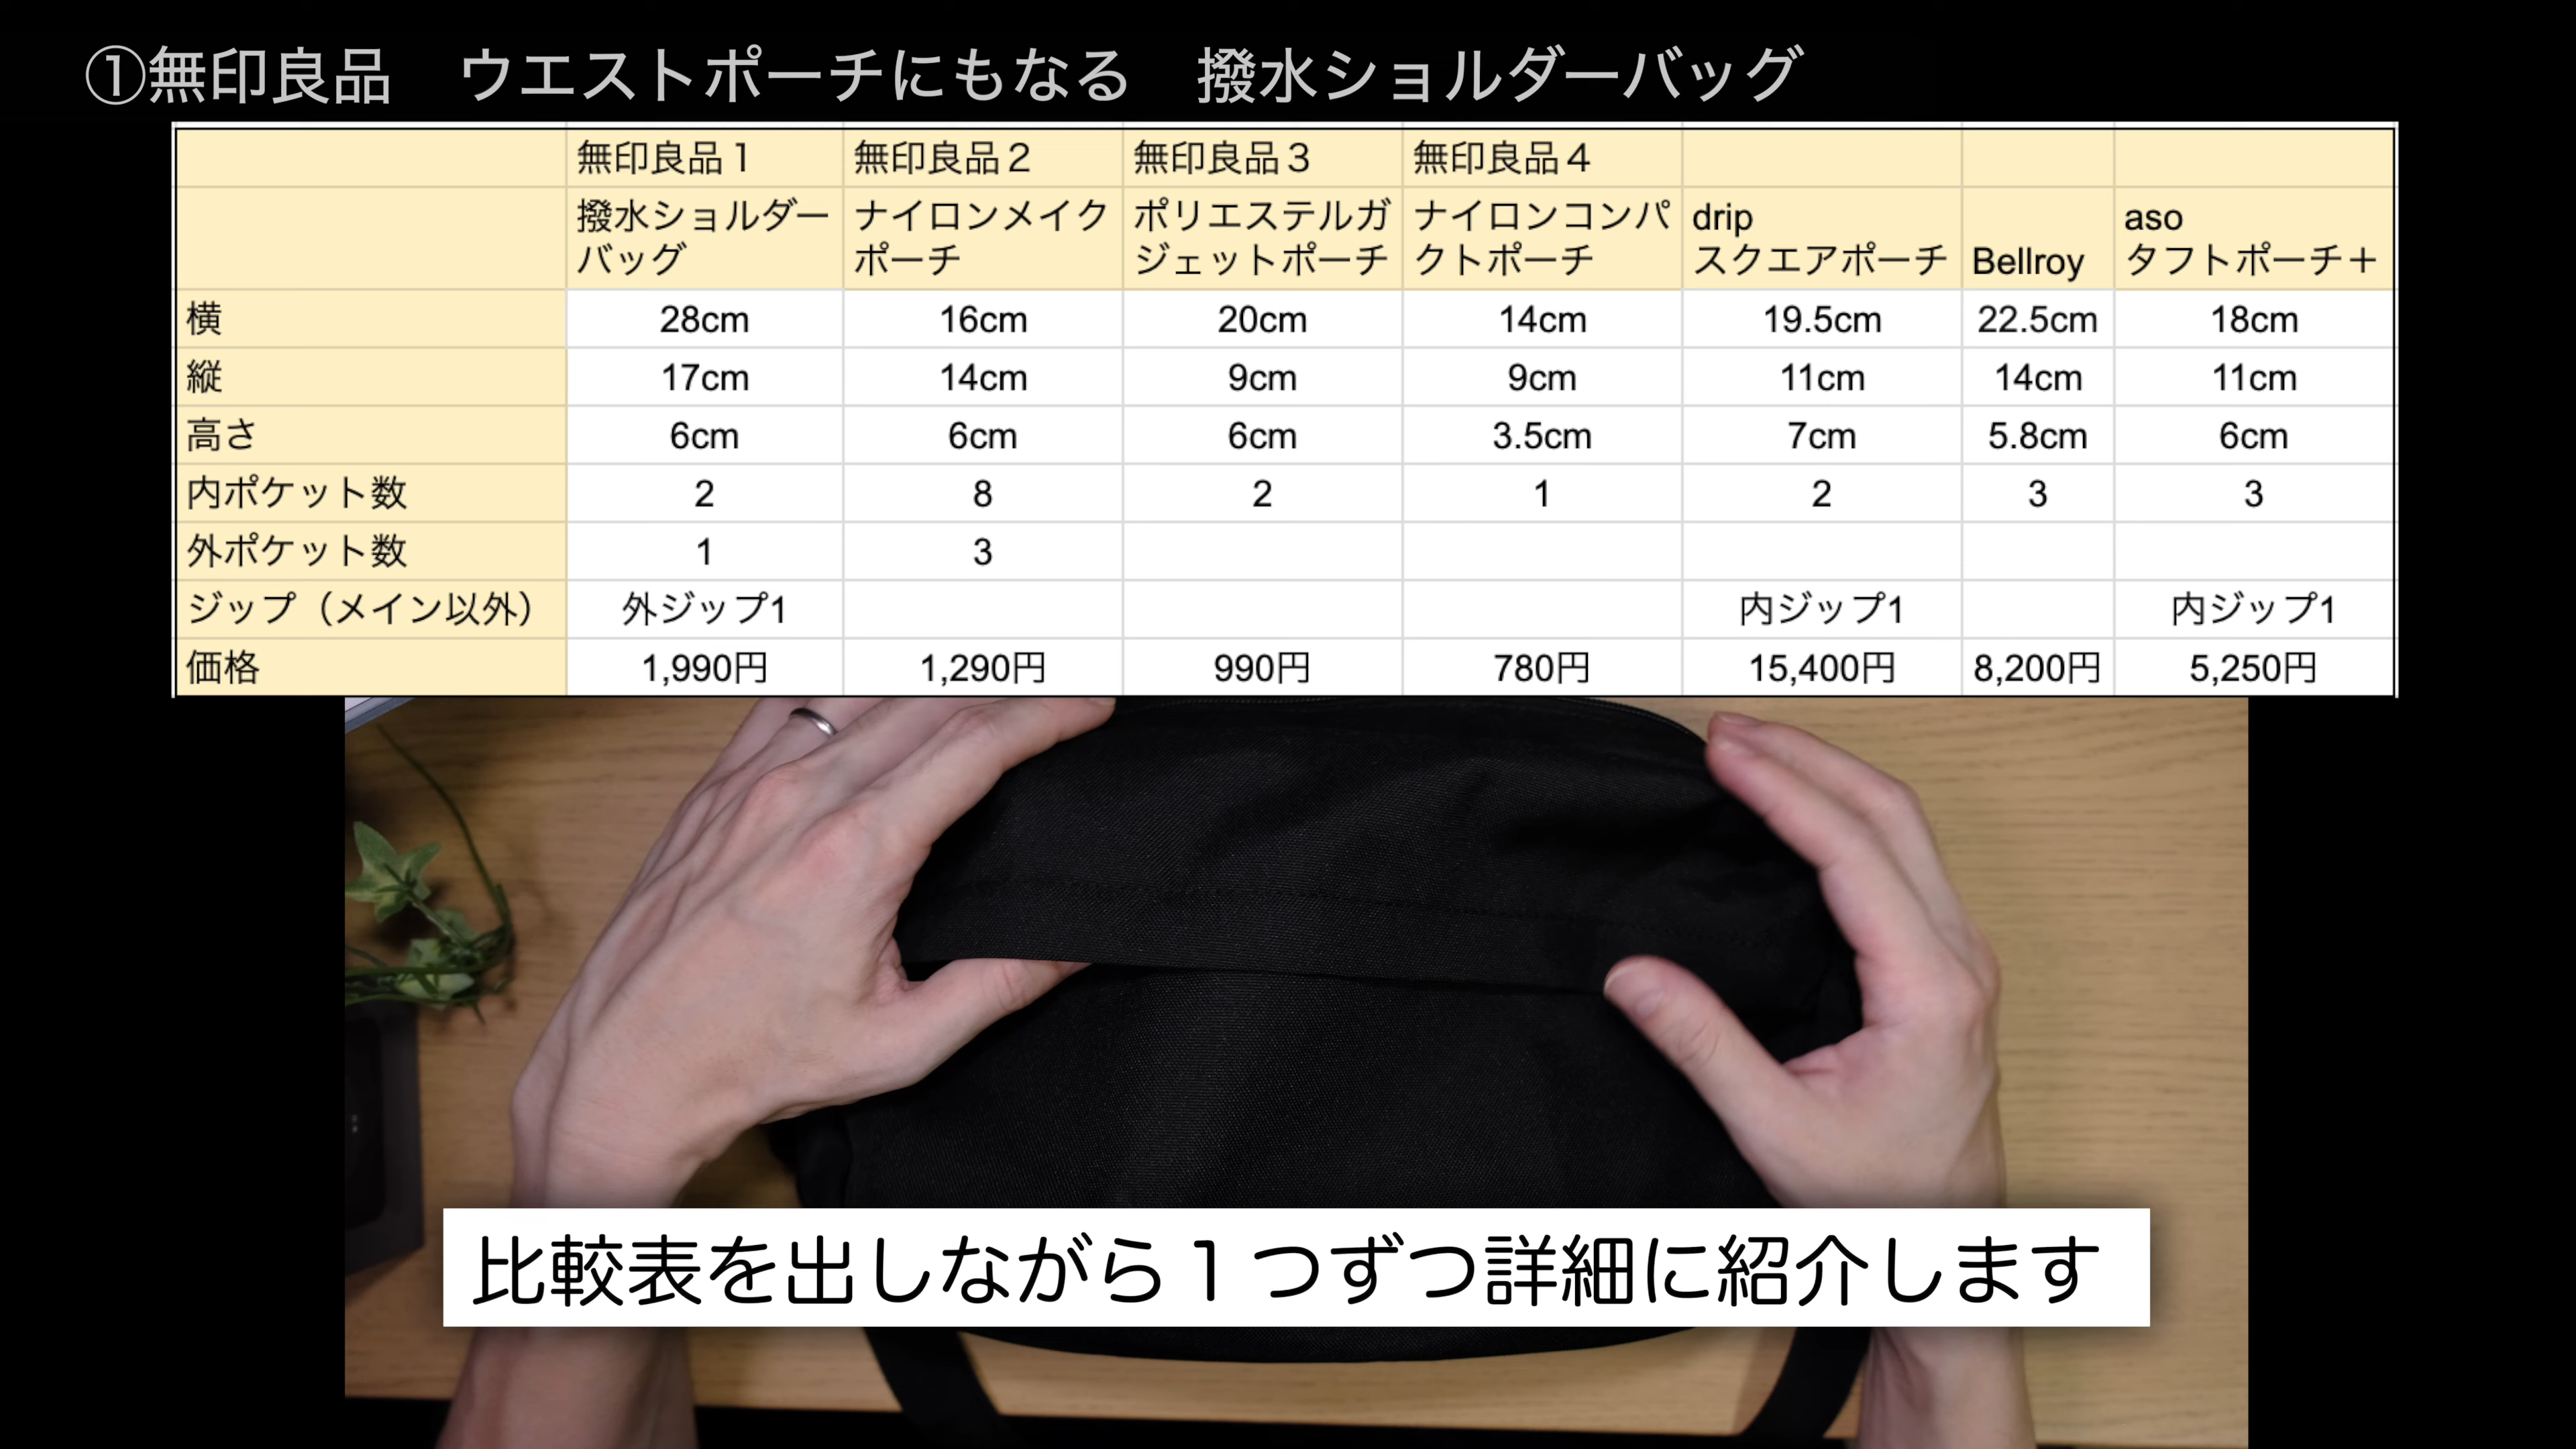 ①無印良品　ウエストポーチにもなる　撥水ショルダーバッグ
無印良品１ 無印良品２ 無印良品３ 無印良品４
撥水ショルダーバッグ ナイロンメイクポーチ ポリエステルガジェットポーチ ナイロンコンパクトポーチ drip スクエアポーチ Bellroy aso タフトポーチ＋
横 28cm 16cm 20cm 14cm 19.5cm 22.5cm 18cm
縦 17cm 14cm 9cm 9cm 11cm 14cm 11cm
高さ 6cm 6cm 6cm 3.5cm 7cm 5.8cm 6cm
内ポケット数 2 8 2 1 2 3 3
外ポケット数 1 3
ジップ（メイン以外） 外ジップ1 内ジップ1 内ジップ1
価格 1,990円 1,290円 990円 780円 15,400円 8,200円 5,250円
比較表を出しながら１つずつ詳細に紹介します